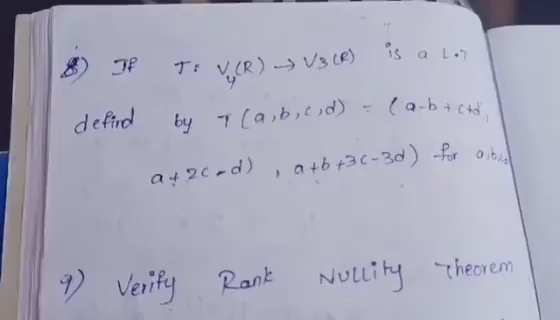 8) If T: V4(R) → V3(R) is a L.T
defind by T(a,b,c,d) = (a-b+c+d,
a+2c-d), a+b+3c-3d) for a,b,c
9) Verify Rank Nullity Theorem